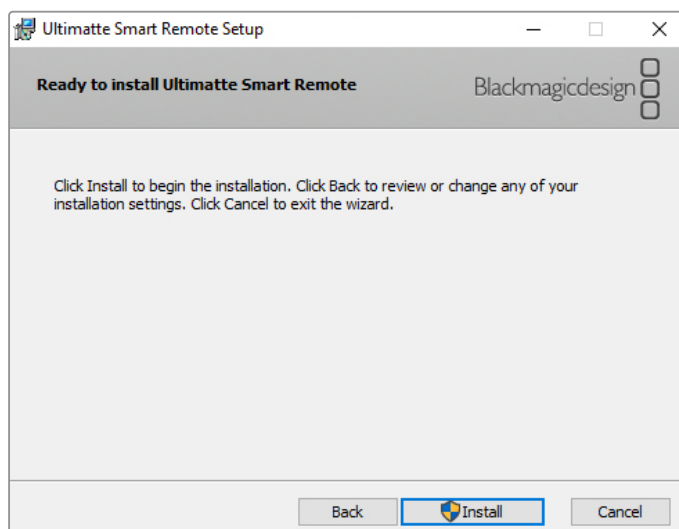 Ultimatte Smart Remote Setup
Ready to install Ultimatte Smart Remote
Blackmagicdesign
Click Install to begin the installation. Click Back to review or change any of your
installation settings. Click Cancel to exit the wizard.
Back
Install
Cancel